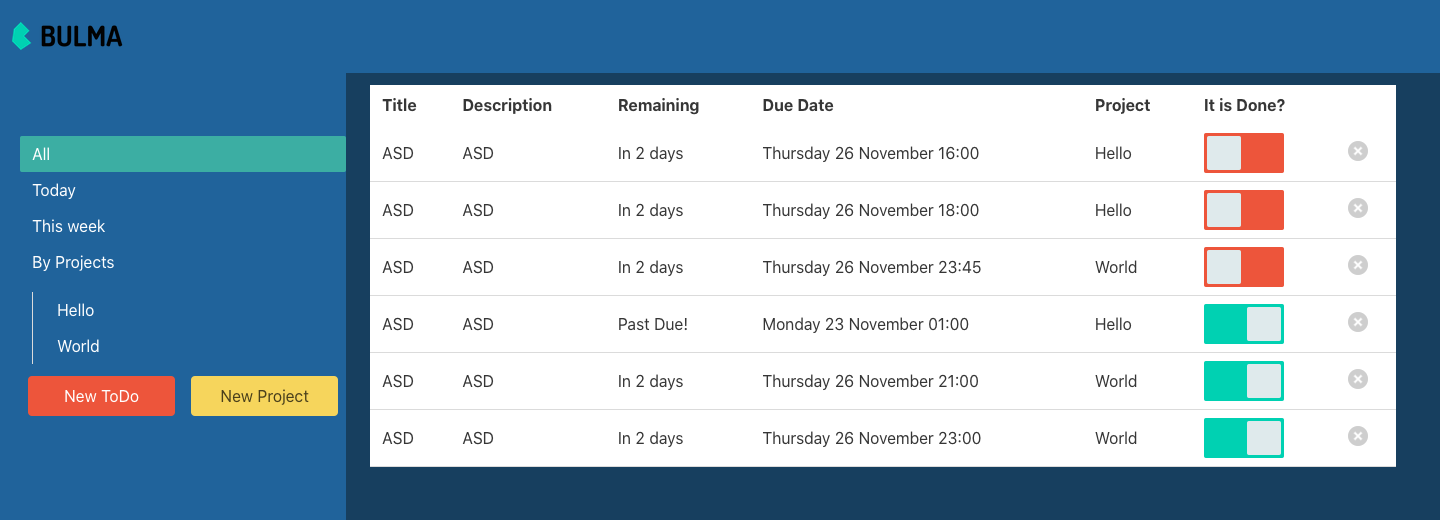 BULMA
All
Today
This week
By Projects
Hello
World
New ToDo New Project
Title Description Remaining Due Date Project It is Done?
ASD ASD In 2 days Thursday 26 November 16:00 Hello
ASD ASD In 2 days Thursday 26 November 18:00 Hello
ASD ASD In 2 days Thursday 26 November 23:45 World
ASD ASD Past Due! Monday 23 November 01:00 Hello
ASD ASD In 2 days Thursday 26 November 21:00 World
ASD ASD In 2 days Thursday 26 November 23:00 World